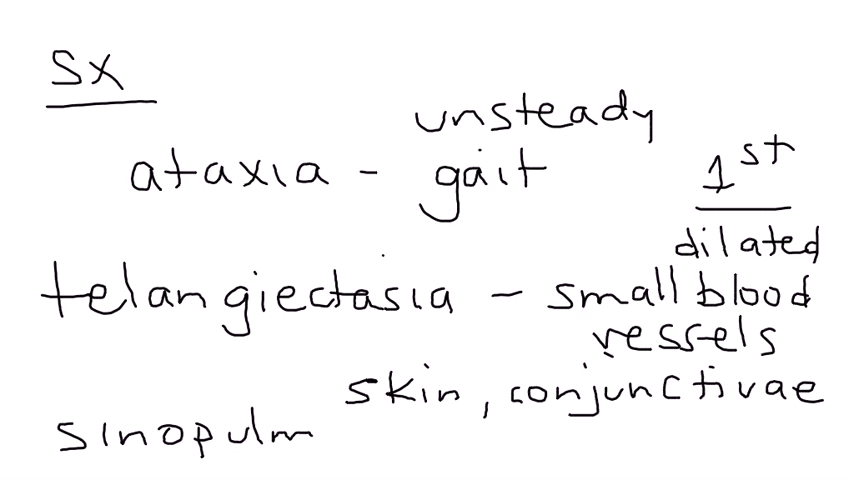 Sx
unsteady
ataxia - gait 1st
dilated
telangiectasia - small blood
vessels
skin, conjunctivae
sinopulm